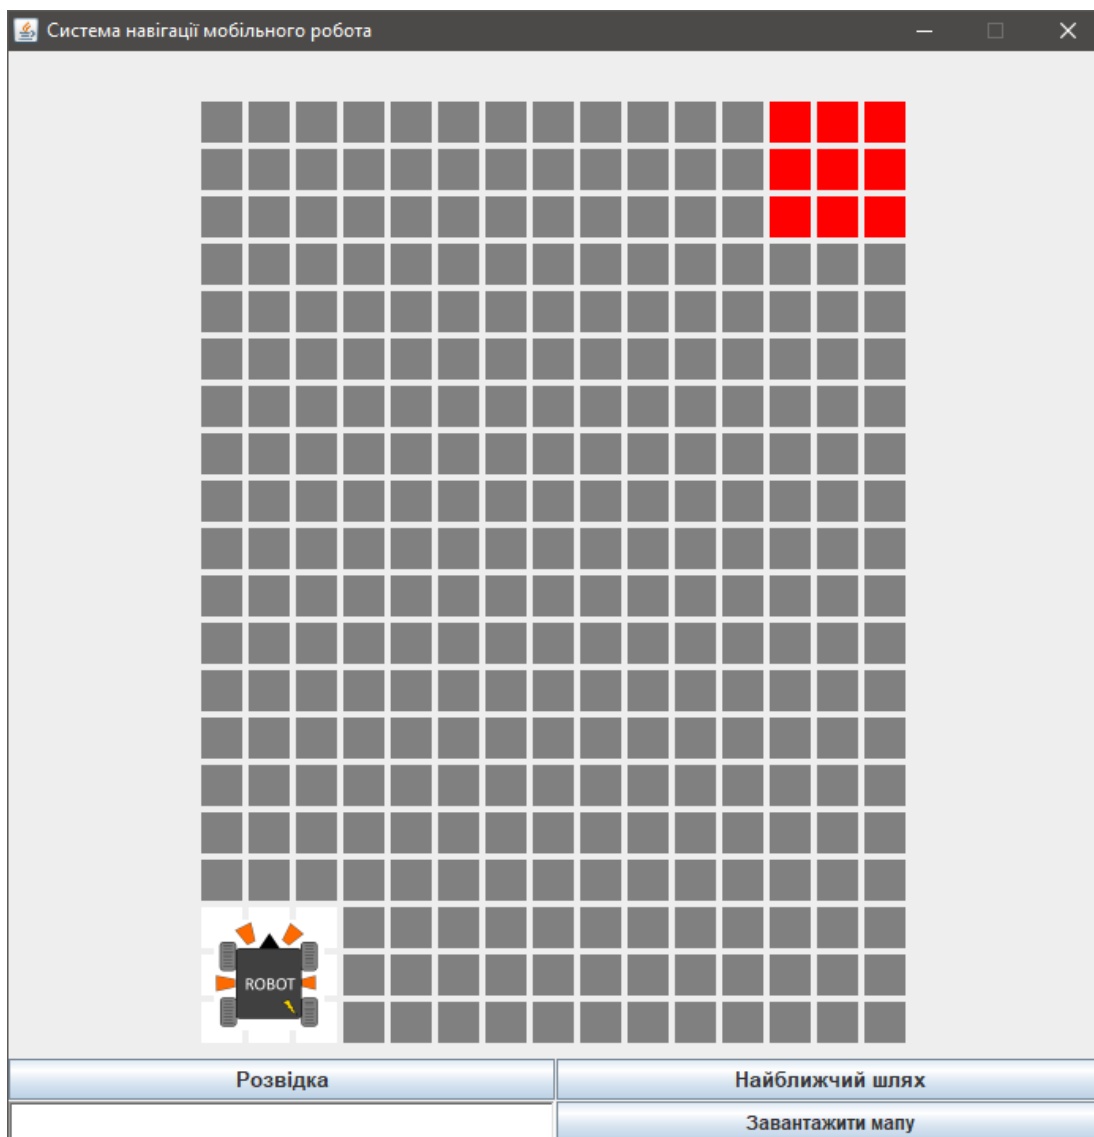 Система навігації мобільного робота
ROBOT
Розвідка
Найближчий шлях
Завантажити мапу